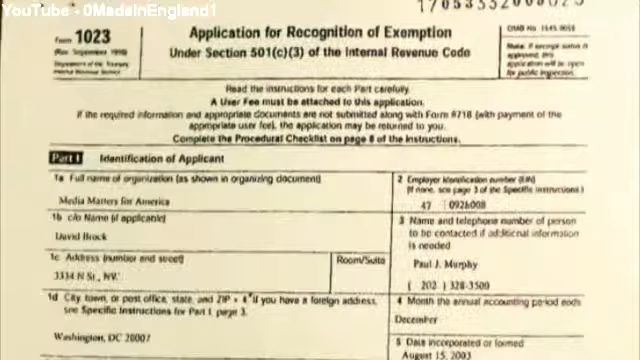 YouTube - 0MadeinEngland1
Form 1023
Application for Recognition of Exemption
Under Section 501(c)(3) of the Internal Revenue Code
OMB No. 1545-0056
Note: If exempt status is
approved, this
application will be open
for public inspection.
(Rev. September 1998)
Department of the Treasury
Internal Revenue Service
Read the instructions for each Part carefully.
A User Fee must be attached to this application.
If the required information and appropriate documents are not submitted along with Form 8718 (with payment of the
appropriate user fee), the application may be returned to you.
Complete the Procedural Checklist on page 8 of the instructions.
Part I Identification of Applicant
1a Full name of organization (as shown in organizing document)
Media Matters for America
2 Employer identification number (EIN)
(If none, see page 3 of the Specific Instructions.)
47 0928008
1b c/o Name (if applicable)
David Brock
3 Name and telephone number of person
to be contacted if additional information
is needed
Paul J. Murphy
( 202 ) 328-3500
1c Address (number and street)
Room/Suite
3334 N St., NW.
1d City, town, or post office, state, and ZIP + 4 If you have a foreign address,
see Specific Instructions for Part I, page 3.
Washington, DC 20007
4 Month the annual accounting period ends
December
5 Date incorporated or formed
August 15, 2003